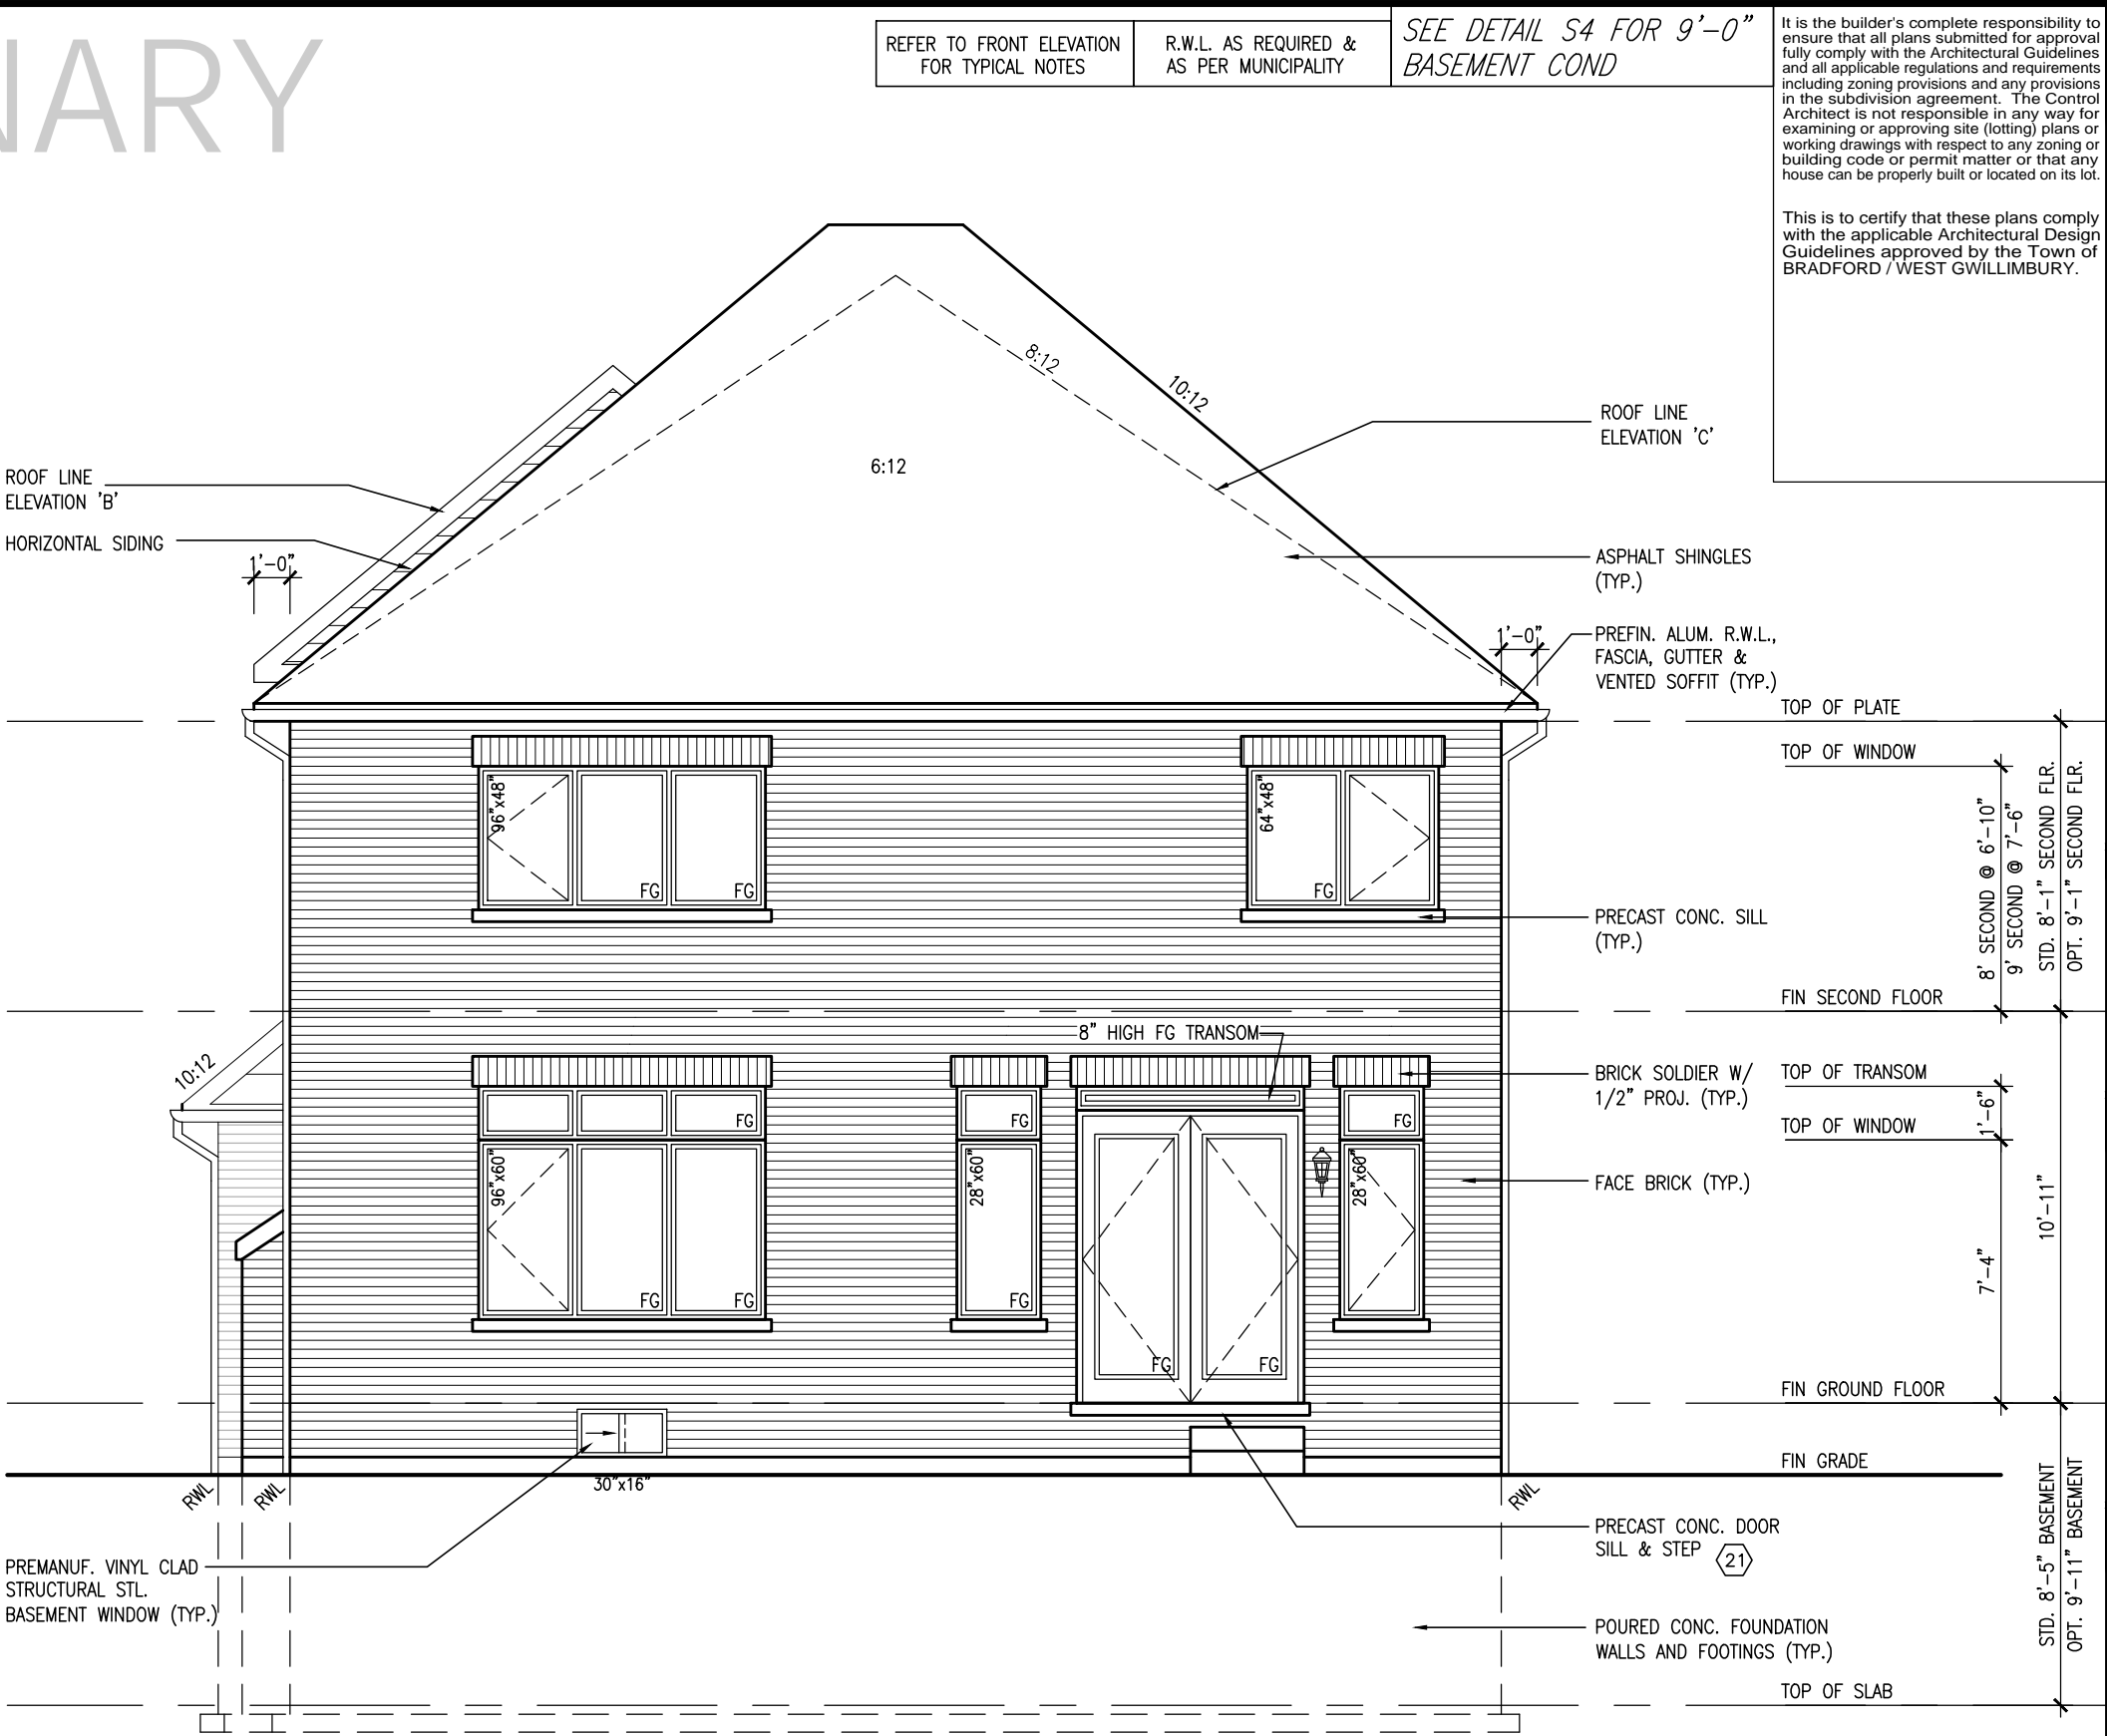 NARY
REFER TO FRONT ELEVATION
FOR TYPICAL NOTES
R.W.L. AS REQUIRED &
AS PER MUNICIPALITY
SEE DETAIL S4 FOR 9'-0"
BASEMENT COND
It is the builder's complete responsibility to
ensure that all plans submitted for approval
fully comply with the Architectural Guidelines
and all applicable regulations and requirements
including zoning provisions and any provisions
in the subdivision agreement. The Control
Architect is not responsible in any way for
examining or approving site (lotting) plans or
working drawings with respect to any zoning or
building code or permit matter or that any
house can be properly built or located on its lot.
This is to certify that these plans comply
with the applicable Architectural Design
Guidelines approved by the Town of
BRADFORD / WEST GWILLIMBURY.
8:12
10:12
6:12
ROOF LINE
ELEVATION 'C'
ROOF LINE
ELEVATION 'B'
HORIZONTAL SIDING
1'-0"
ASPHALT SHINGLES
(TYP.)
1'-0"
PREFIN. ALUM. R.W.L.,
FASCIA, GUTTER &
VENTED SOFFIT (TYP.)
TOP OF PLATE
TOP OF WINDOW
96"x48"
FG
FG
64"x48"
FG
8' SECOND @ 6'-10"
9' SECOND @ 7'-6"
STD. 8'-1" SECOND FLR.
OPT. 9'-1" SECOND FLR.
PRECAST CONC. SILL
(TYP.)
FIN SECOND FLOOR
8" HIGH FG TRANSOM
10:12
BRICK SOLDIER W/
1/2" PROJ. (TYP.)
TOP OF TRANSOM
1'-6"
TOP OF WINDOW
FG
FG
FG
96"x60"
28"x60"
28"x60"
FACE BRICK (TYP.)
10'-11"
7'-4"
FG
FG
FG
FG
FG
FIN GROUND FLOOR
FIN GRADE
30"x16"
RWL
RWL
RWL
PRECAST CONC. DOOR
SILL & STEP 21
STD. 8'-5" BASEMENT
OPT. 9'-11" BASEMENT
PREMANUF. VINYL CLAD
STRUCTURAL STL.
BASEMENT WINDOW (TYP.)
POURED CONC. FOUNDATION
WALLS AND FOOTINGS (TYP.)
TOP OF SLAB